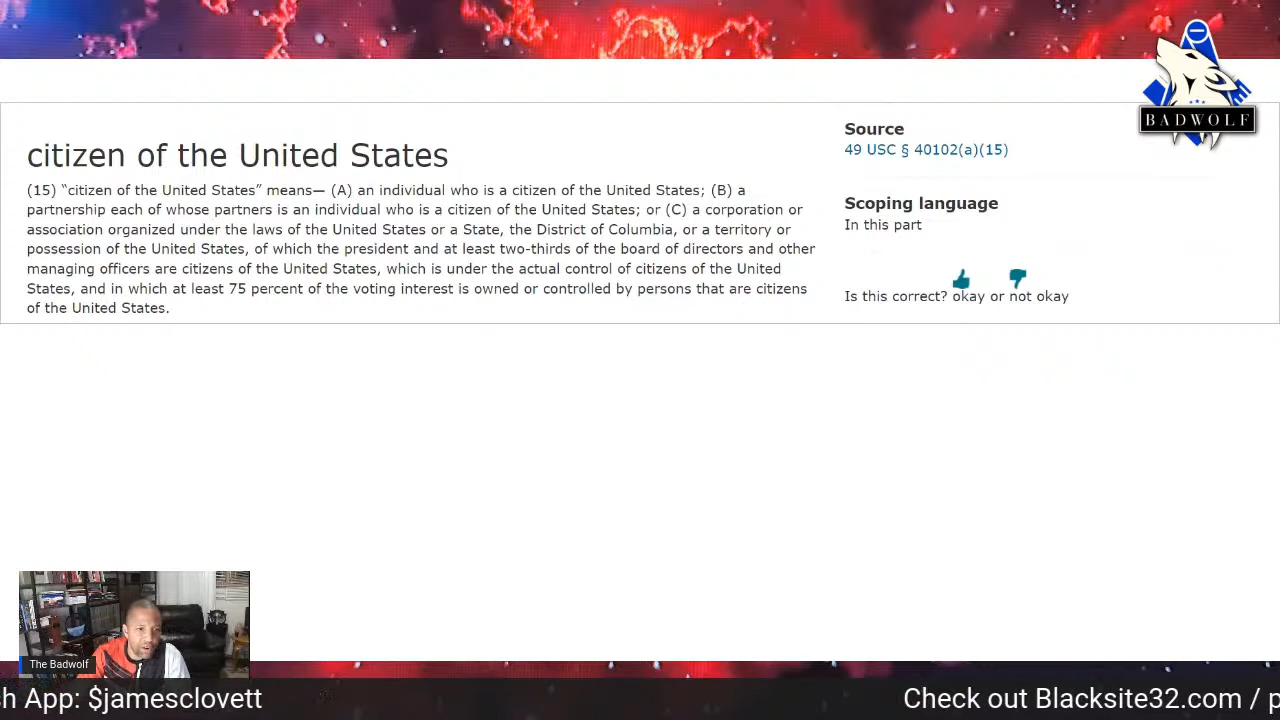 BADWOLF
citizen of the United States
(15) “citizen of the United States” means— (A) an individual who is a citizen of the United States; (B) a
partnership each of whose partners is an individual who is a citizen of the United States; or (C) a corporation or
association organized under the laws of the United States or a State, the District of Columbia, or a territory or
possession of the United States, of which the president and at least two-thirds of the board of directors and other
managing officers are citizens of the United States, which is under the actual control of citizens of the United
States, and in which at least 75 percent of the voting interest is owned or controlled by persons that are citizens
of the United States.
Source
49 USC § 40102(a)(15)
Scoping language
In this part
Is this correct? okay or not okay
The Badwolf
sh App: $jamesclovett
Check out Blacksite32.com / p